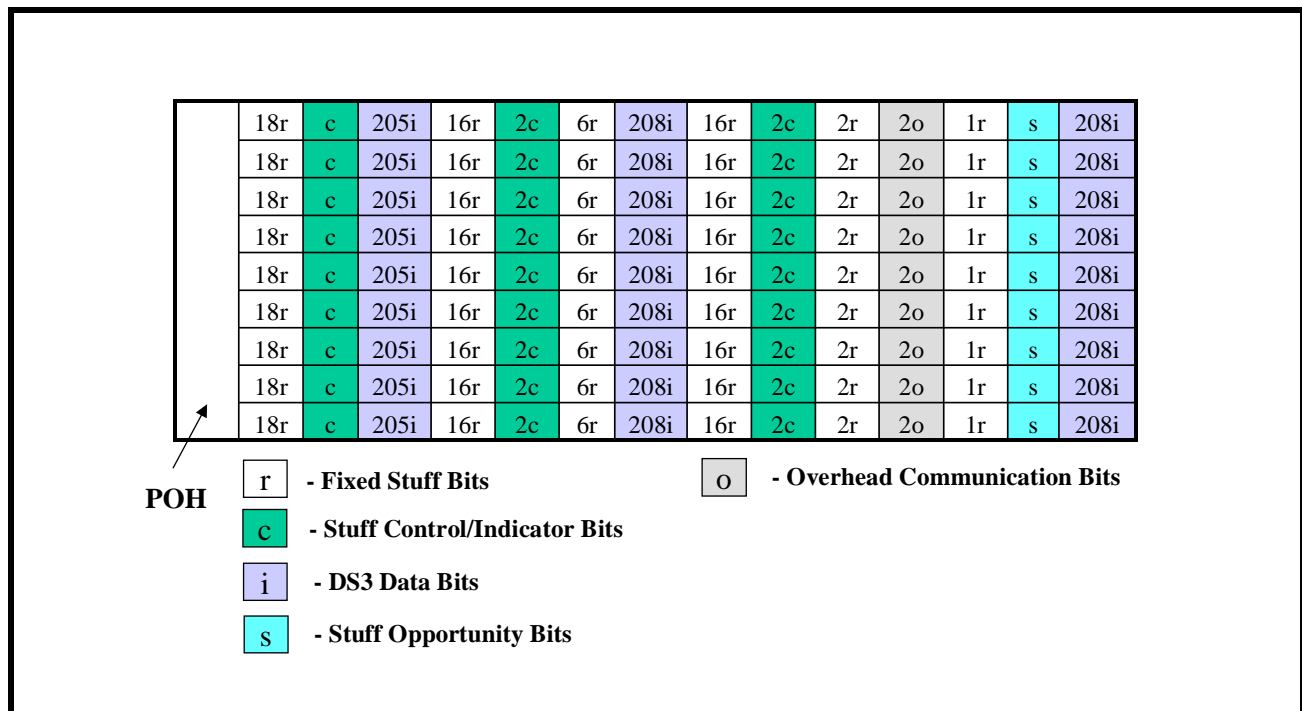 18r c 205i 16r 2c 6r 208i 16r 2c 2r 2o 1r s 208i
18r c 205i 16r 2c 6r 208i 16r 2c 2r 2o 1r s 208i
18r c 205i 16r 2c 6r 208i 16r 2c 2r 2o 1r s 208i
18r c 205i 16r 2c 6r 208i 16r 2c 2r 2o 1r s 208i
18r c 205i 16r 2c 6r 208i 16r 2c 2r 2o 1r s 208i
18r c 205i 16r 2c 6r 208i 16r 2c 2r 2o 1r s 208i
18r c 205i 16r 2c 6r 208i 16r 2c 2r 2o 1r s 208i
18r c 205i 16r 2c 6r 208i 16r 2c 2r 2o 1r s 208i
18r c 205i 16r 2c 6r 208i 16r 2c 2r 2o 1r s 208i
POH
r - Fixed Stuff Bits
o - Overhead Communication Bits
c - Stuff Control/Indicator Bits
i - DS3 Data Bits
s - Stuff Opportunity Bits